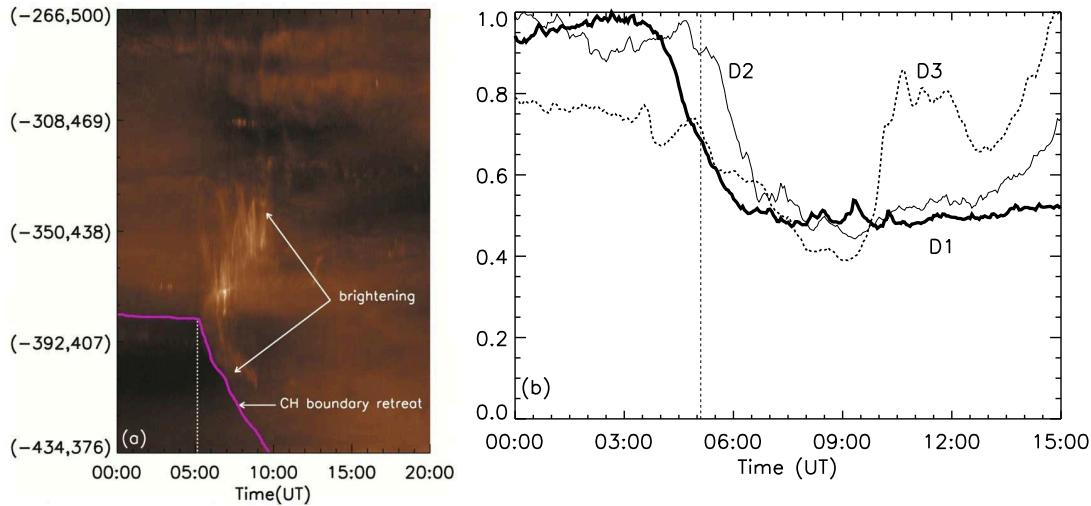 (-266,500)
(-308,469)
(-350,438)
(-392,407)
(-434,376)
brightening
CH boundary retreat
(a)
00:00 05:00 10:00 15:00 20:00
Time(UT)
1.0
0.8
0.6
0.4
0.2
0.0
D2
D3
D1
(b)
00:00 03:00 06:00 09:00 12:00 15:00
Time (UT)